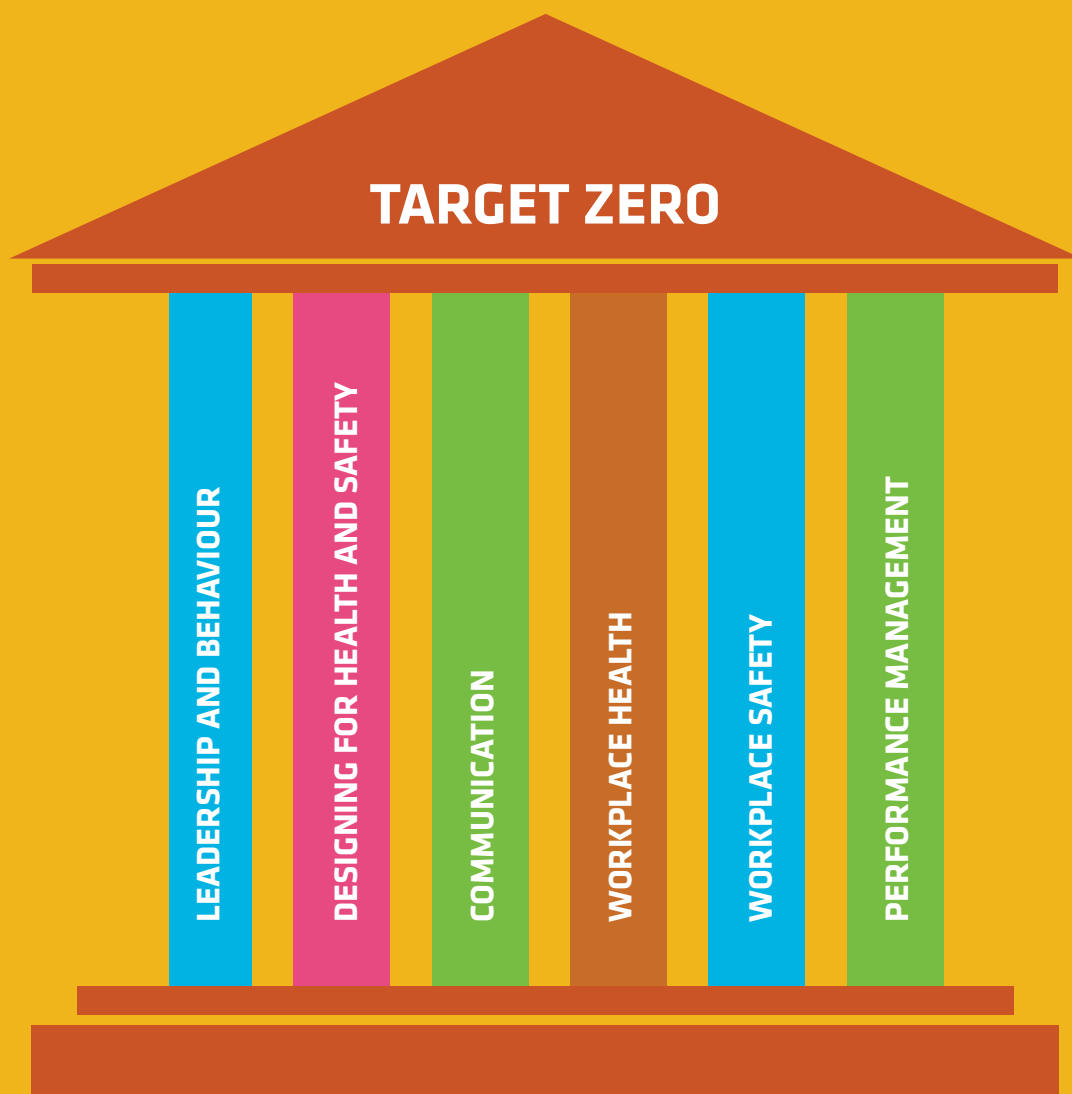 TARGET ZERO
LEADERSHIP AND BEHAVIOUR
DESIGNING FOR HEALTH AND SAFETY
COMMUNICATION
WORKPLACE HEALTH
WORKPLACE SAFETY
PERFORMANCE MANAGEMENT